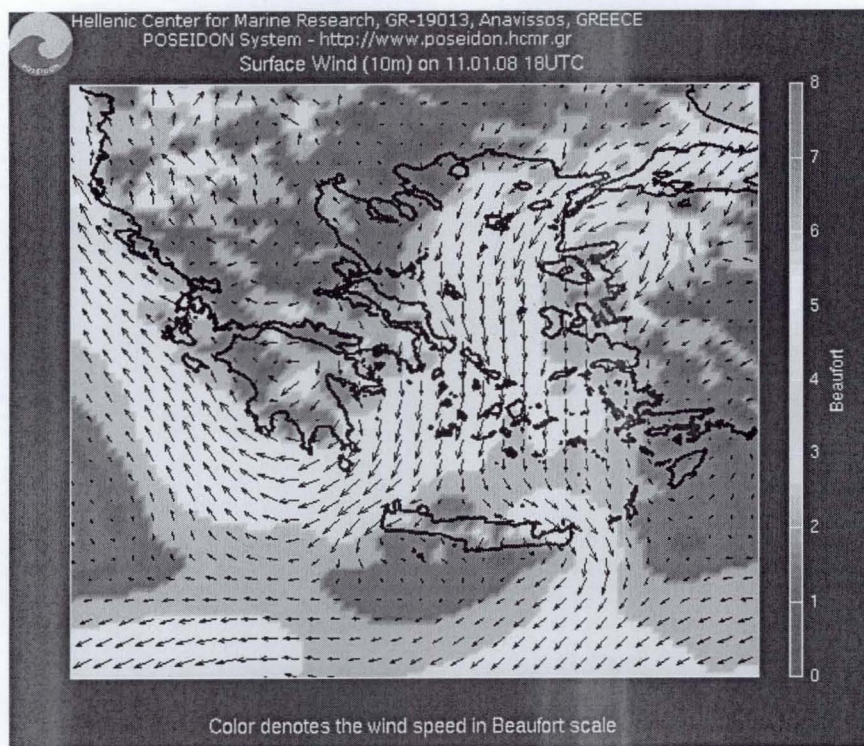 Hellenic Center for Marine Research, GR-19013, Anavissos, GREECE
POSEIDON System - http://www.poseidon.hcmr.gr
POSEIDON
Surface Wind (10m) on 11.01.08 18UTC
8
7
6
5
4
3
2
1
0
Beaufort
Color denotes the wind speed in Beaufort scale